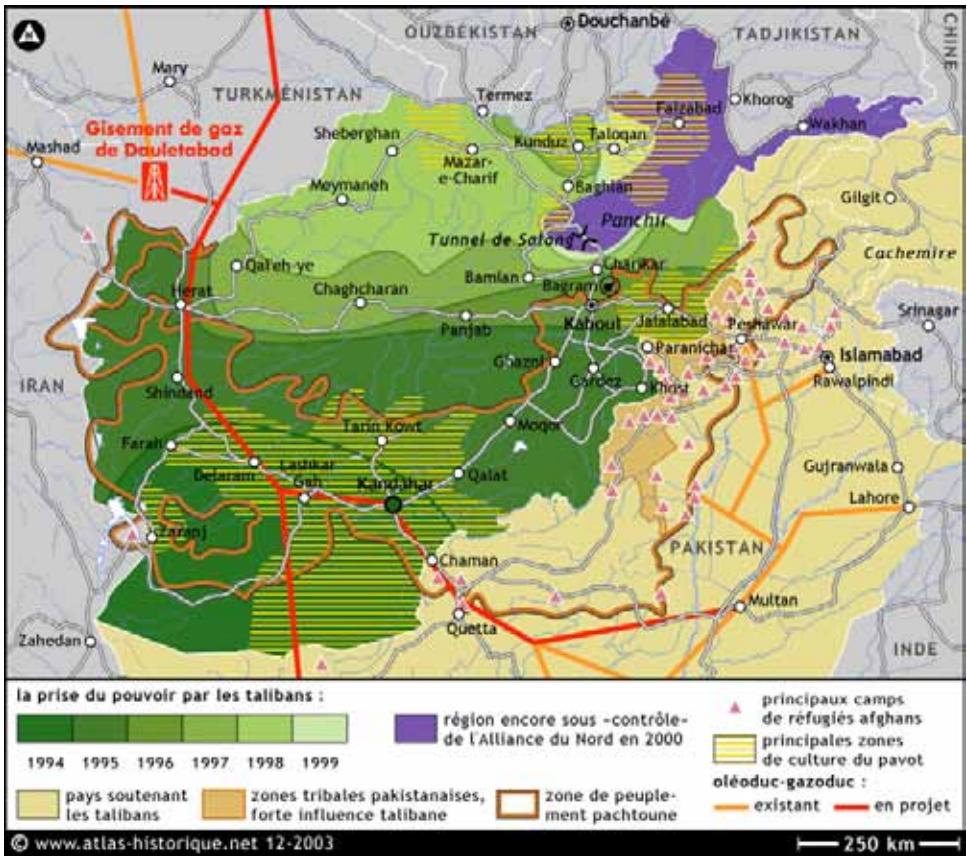 OUZBÉKISTAN
Douchanbé
TADJIKISTAN
CHINE
Mary
TURKMÉNISTAN
Termez
Khorog
Faizabad
Wakhan
Gisement de gaz
de Dauletabad
Mashad
Sheberghan
Kunduz
Taloqan
Mazar-
e-Charif
Meymaneh
Baghlan
Gilgit
Panchir
Tunnel de Salang
Cachemire
Qal'eh-ye
Bamian
Charikar
Bagram
Herat
Chaghcharan
Panjab
Kaboul
Jalalabad
Peshawar
Srinagar
Paranichar
Islamabad
Rawalpindi
Ghazni
Gardez
Khost
IRAN
Shindand
Tarin Kowt
Moqor
Farah
Delaram
Lashkar
Gah
Qalat
Gujranwala
Kandahar
Lahore
Zaranj
PAKISTAN
Chaman
Multan
Quetta
Zahedan
INDE
la prise du pouvoir par les talibans :
1994 1995 1996 1997 1998 1999
région encore sous «contrôle»
de l'Alliance du Nord en 2000
principaux camps
de réfugiés afghans
principales zones
de culture du pavot
oléoduc-gazoduc :
existant en projet
pays soutenant
les talibans
zones tribales pakistanaises,
forte influence talibane
zone de peuple-
ment pachtoune
© www.atlas-historique.net 12-2003
250 km